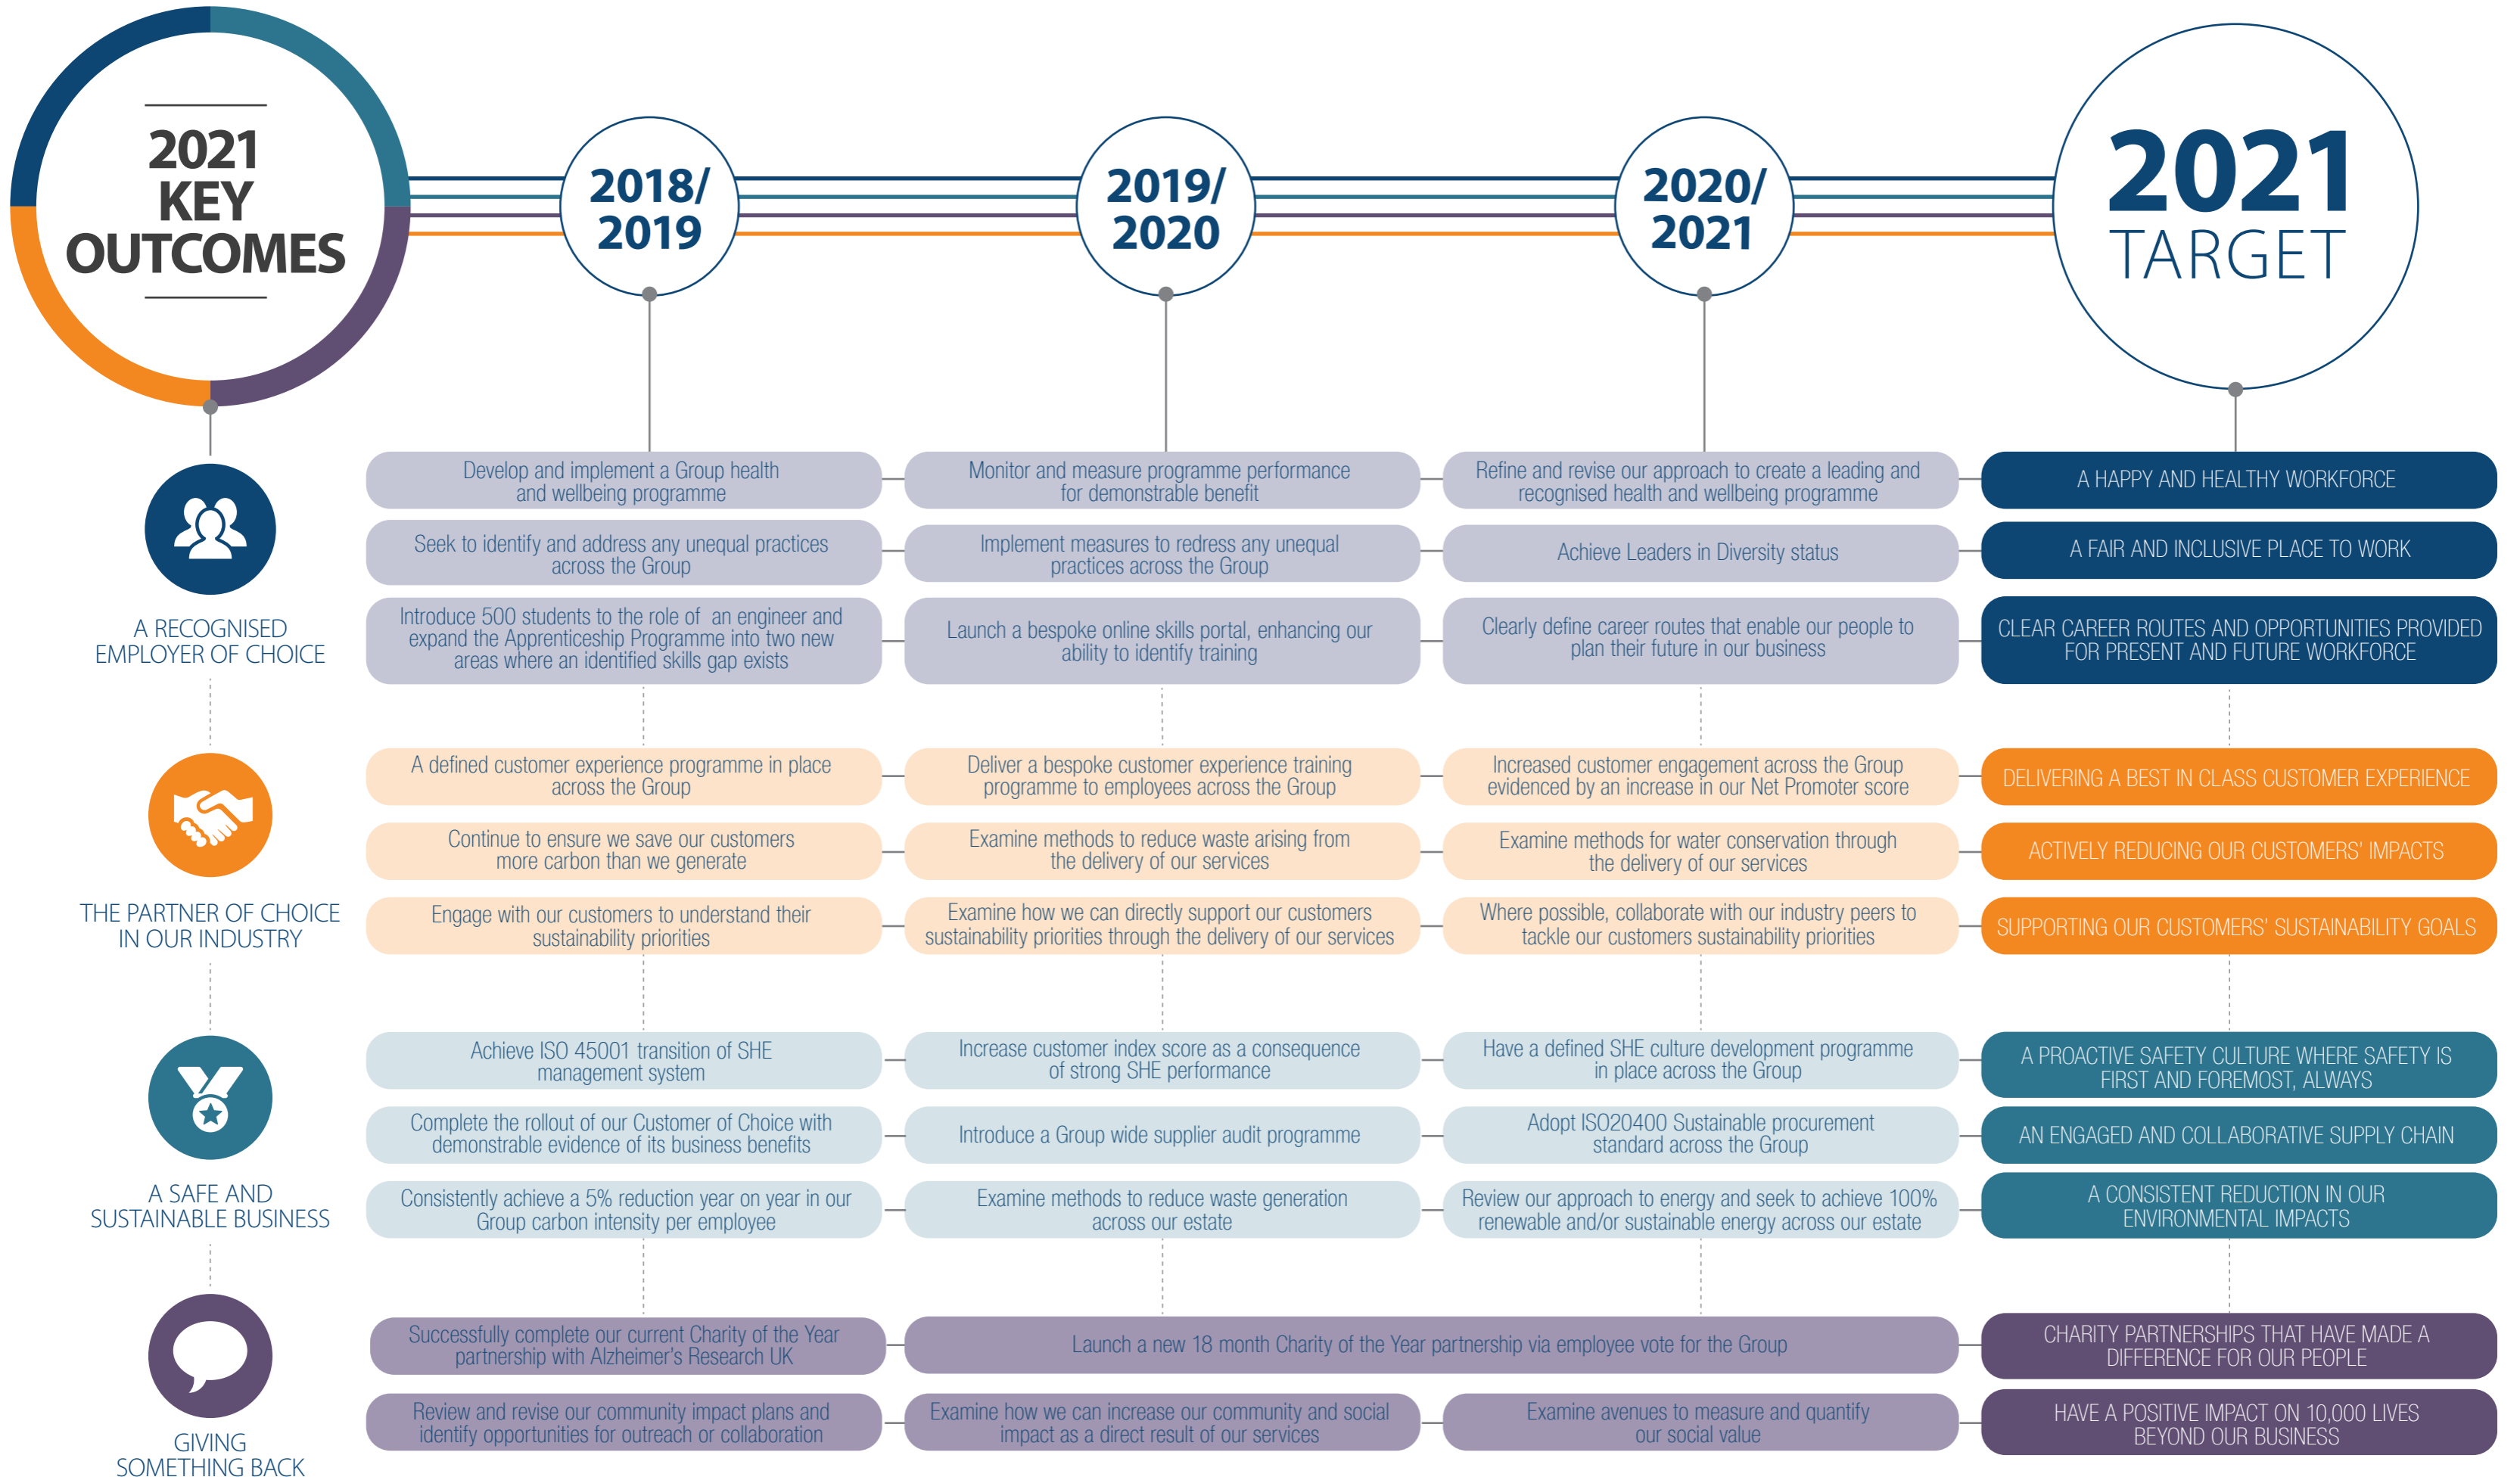 2021
KEY
OUTCOMES
2018/
2019
2019/
2020
2020/
2021
2021
TARGET
A RECOGNISED
EMPLOYER OF CHOICE
Develop and implement a Group health
and wellbeing programme
Monitor and measure programme performance
for demonstrable benefit
Refine and revise our approach to create a leading and
recognised health and wellbeing programme
A HAPPY AND HEALTHY WORKFORCE
Seek to identify and address any unequal practices
across the Group
Implement measures to redress any unequal
practices across the Group
Achieve Leaders in Diversity status
A FAIR AND INCLUSIVE PLACE TO WORK
Introduce 500 students to the role of an engineer and
expand the Apprenticeship Programme into two new
areas where an identified skills gap exists
Launch a bespoke online skills portal, enhancing our
ability to identify training
Clearly define career routes that enable our people to
plan their future in our business
CLEAR CAREER ROUTES AND OPPORTUNITIES PROVIDED
FOR PRESENT AND FUTURE WORKFORCE
THE PARTNER OF CHOICE
IN OUR INDUSTRY
A defined customer experience programme in place
across the Group
Deliver a bespoke customer experience training
programme to employees across the Group
Increased customer engagement across the Group
evidenced by an increase in our Net Promoter score
DELIVERING A BEST IN CLASS CUSTOMER EXPERIENCE
Continue to ensure we save our customers
more carbon than we generate
Examine methods to reduce waste arising from
the delivery of our services
Examine methods for water conservation through
the delivery of our services
ACTIVELY REDUCING OUR CUSTOMERS' IMPACTS
Engage with our customers to understand their
sustainability priorities
Examine how we can directly support our customers
sustainability priorities through the delivery of our services
Where possible, collaborate with our industry peers to
tackle our customers sustainability priorities
SUPPORTING OUR CUSTOMERS' SUSTAINABILITY GOALS
A SAFE AND
SUSTAINABLE BUSINESS
Achieve ISO 45001 transition of SHE
management system
Increase customer index score as a consequence
of strong SHE performance
Have a defined SHE culture development programme
in place across the Group
A PROACTIVE SAFETY CULTURE WHERE SAFETY IS
FIRST AND FOREMOST, ALWAYS
Complete the rollout of our Customer of Choice with
demonstrable evidence of its business benefits
Introduce a Group wide supplier audit programme
Adopt ISO20400 Sustainable procurement
standard across the Group
AN ENGAGED AND COLLABORATIVE SUPPLY CHAIN
Consistently achieve a 5% reduction year on year in our
Group carbon intensity per employee
Examine methods to reduce waste generation
across our estate
Review our approach to energy and seek to achieve 100%
renewable and/or sustainable energy across our estate
A CONSISTENT REDUCTION IN OUR
ENVIRONMENTAL IMPACTS
GIVING
SOMETHING BACK
Successfully complete our current Charity of the Year
partnership with Alzheimer's Research UK
Launch a new 18 month Charity of the Year partnership via employee vote for the Group
CHARITY PARTNERSHIPS THAT HAVE MADE A
DIFFERENCE FOR OUR PEOPLE
Review and revise our community impact plans and
identify opportunities for outreach or collaboration
Examine how we can increase our community and social
impact as a direct result of our services
Examine avenues to measure and quantify
our social value
HAVE A POSITIVE IMPACT ON 10,000 LIVES
BEYOND OUR BUSINESS